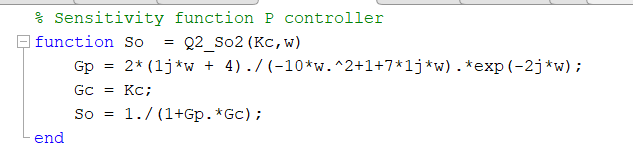 % Sensitivity function P controller
function So  = Q2_So2(Kc,w)
Gp = 2*(1j*w + 4)./(-10*w.^2+1+7*1j*w).*exp(-2j*w);
Gc = Kc;
So = 1./(1+Gp.*Gc);
end